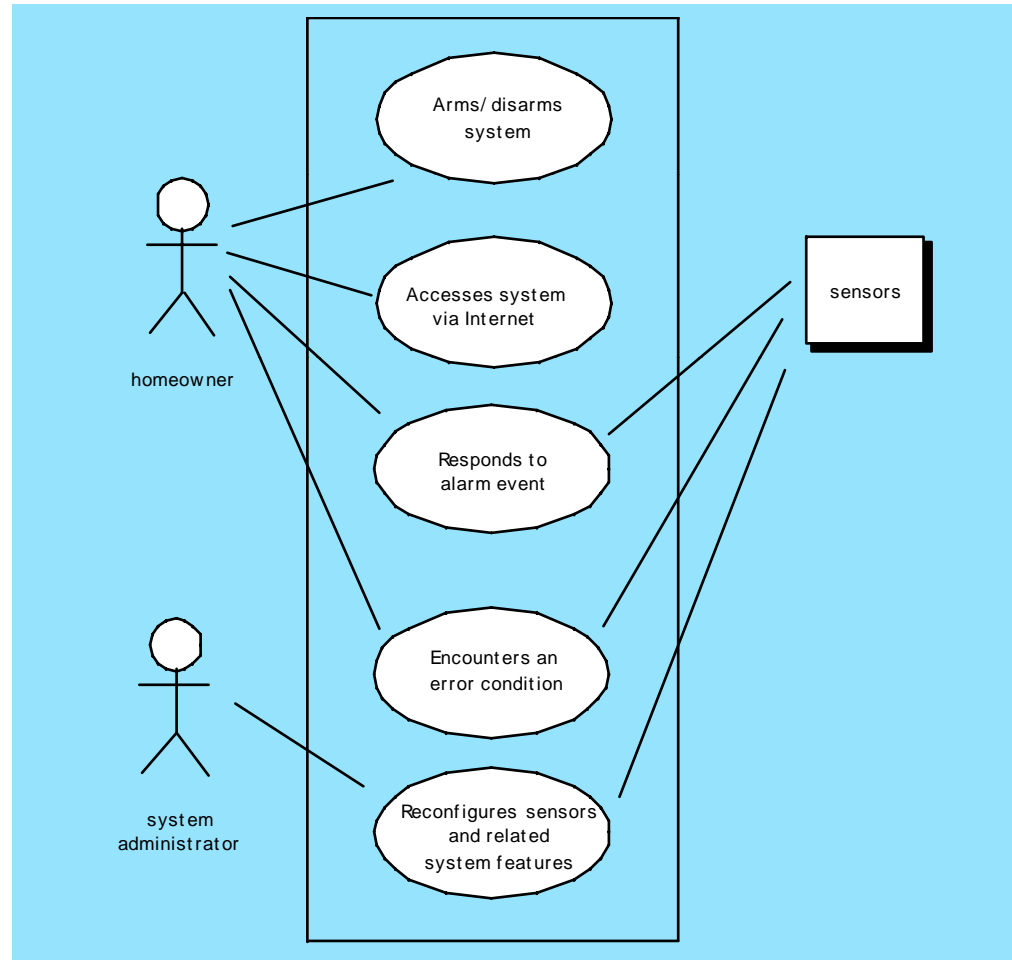 Arms/disarms
system
Accesses system
via Internet
sensors
homeowner
Responds to
alarm event
Encounters an
error condition
system
administrator
Reconfigures sensors
and related
system features